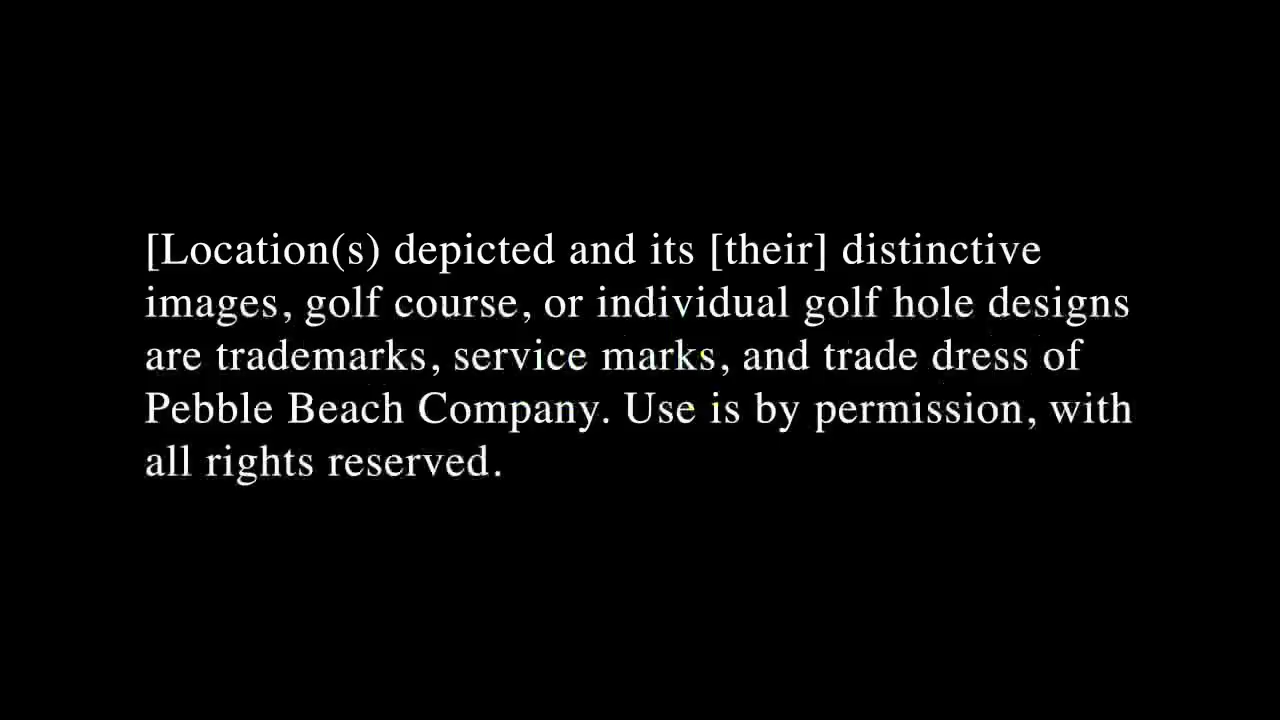 [Location(s) depicted and its [their] distinctive
images, golf course, or individual golf hole designs
are trademarks, service marks, and trade dress of
Pebble Beach Company. Use is by permission, with
all rights reserved.